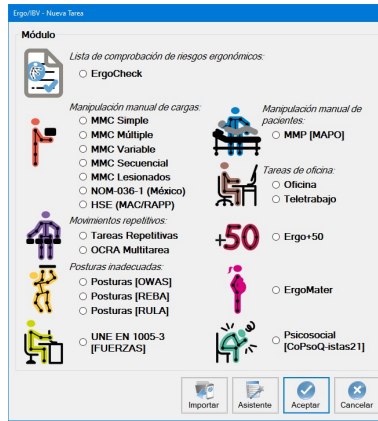 Ergo/IBV - Nueva Tarea
Módulo
Lista de comprobación de riesgos ergonómicos:
ErgoCheck
Manipulación manual de cargas:
MMC Simple
MMC Múltiple
MMC Variable
MMC Secuencial
MMC Lesionados
NOM-036-1 (México)
HSE (MAC/RAPP)
Movimientos repetitivos:
Tareas Repetitivas
OCRA Multitarea
Posturas inadecuadas:
Posturas [OWAS]
Posturas [REBA]
Posturas [RULA]
UNE EN 1005-3
[FUERZAS]
Manipulación manual de
pacientes:
MMP [MAPO]
Tareas de oficina:
Oficina
Teletrabajo
+50
Ergo+50
ErgoMater
Psicosocial
[CoPsoQ-istas21]
Importar
Asistente
Aceptar
Cancelar